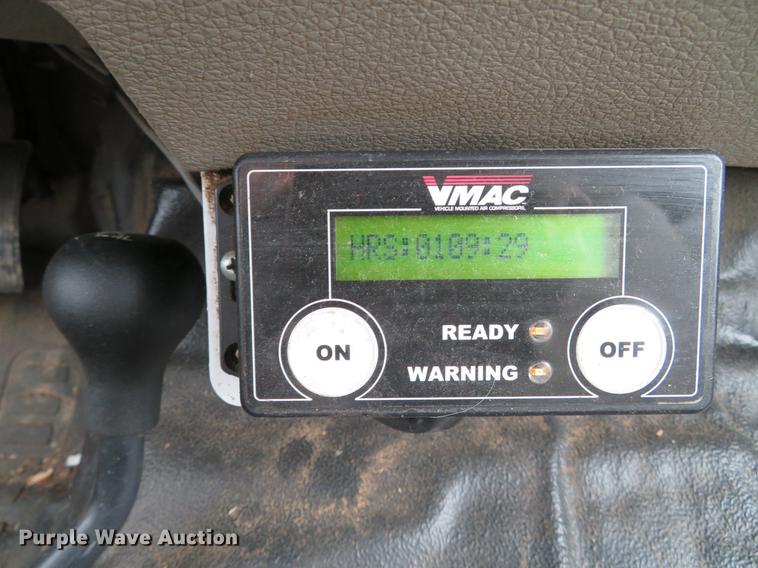 VMAC
VEHICLE MOUNTED AIR COMPRESSORS
HRS:0109:29
READY
ON
OFF
WARNING
Purple Wave Auction